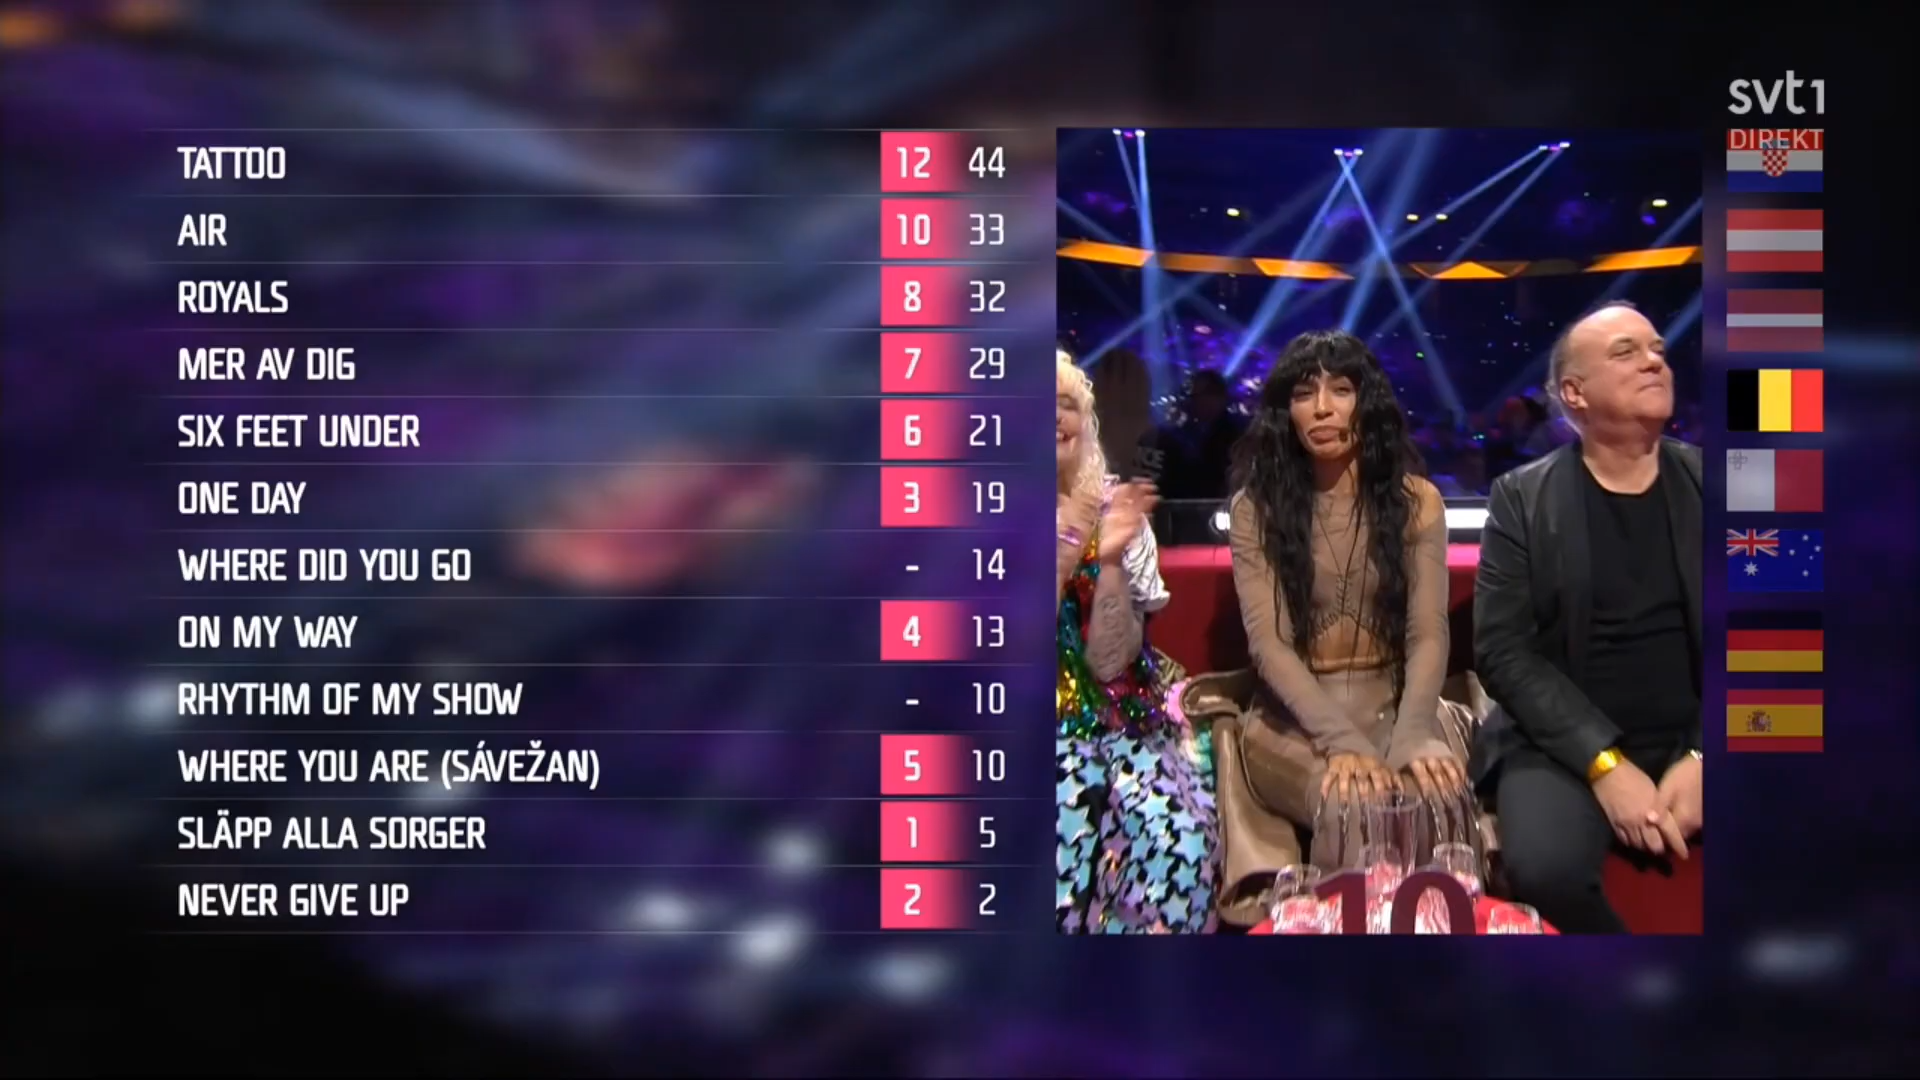 svt1
DIREKT
TATTOO 12 44
AIR 10 33
ROYALS 8 32
MER AV DIG 7 29
SIX FEET UNDER 6 21
ONE DAY 3 19
WHERE DID YOU GO - 14
ON MY WAY 4 13
RHYTHM OF MY SHOW - 10
WHERE YOU ARE (SÁVEŽAN) 5 10
SLÄPP ALLA SORGER 1 5
NEVER GIVE UP 2 2
10